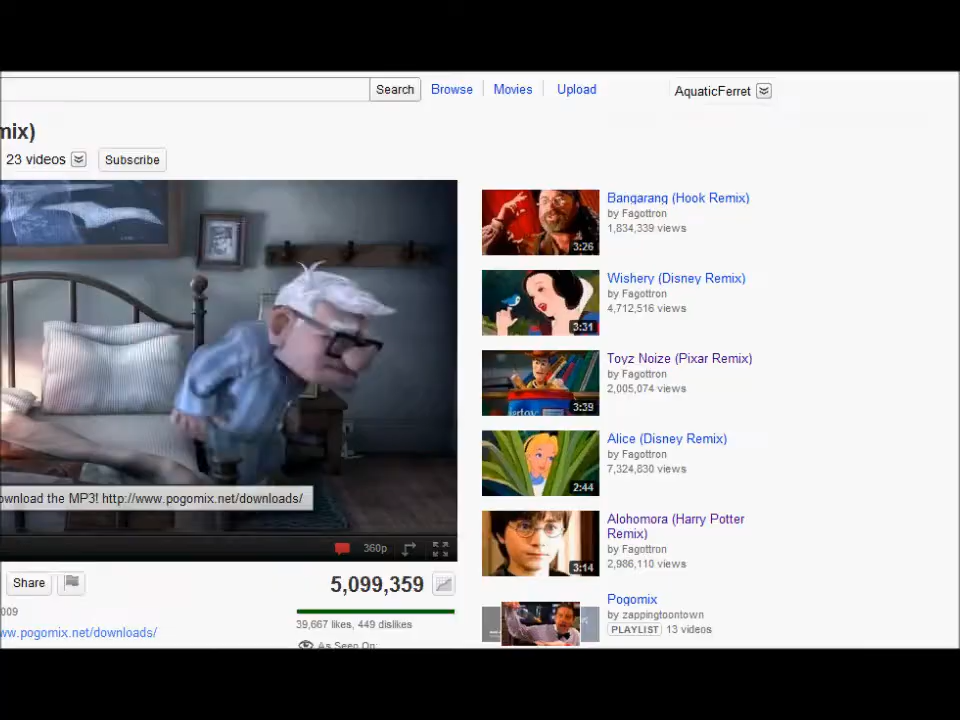 Search Browse Movies Upload AquaticFerret
mix)
23 videos Subscribe
ownload the MP3! http://www.pogomix.net/downloads/
360p
Share 5,099,359
009
39,667 likes, 449 dislikes
ww.pogomix.net/downloads/
As Seen On:
Bangarang (Hook Remix)
by Fagottron
1,834,339 views
3:26
Wishery (Disney Remix)
by Fagottron
4,712,516 views
3:31
Toyz Noize (Pixar Remix)
by Fagottron
2,005,074 views
3:39
Alice (Disney Remix)
by Fagottron
7,324,830 views
2:44
Alohomora (Harry Potter
Remix)
by Fagottron
2,986,110 views
3:14
Pogomix
by zappingtoontown
PLAYLIST 13 videos